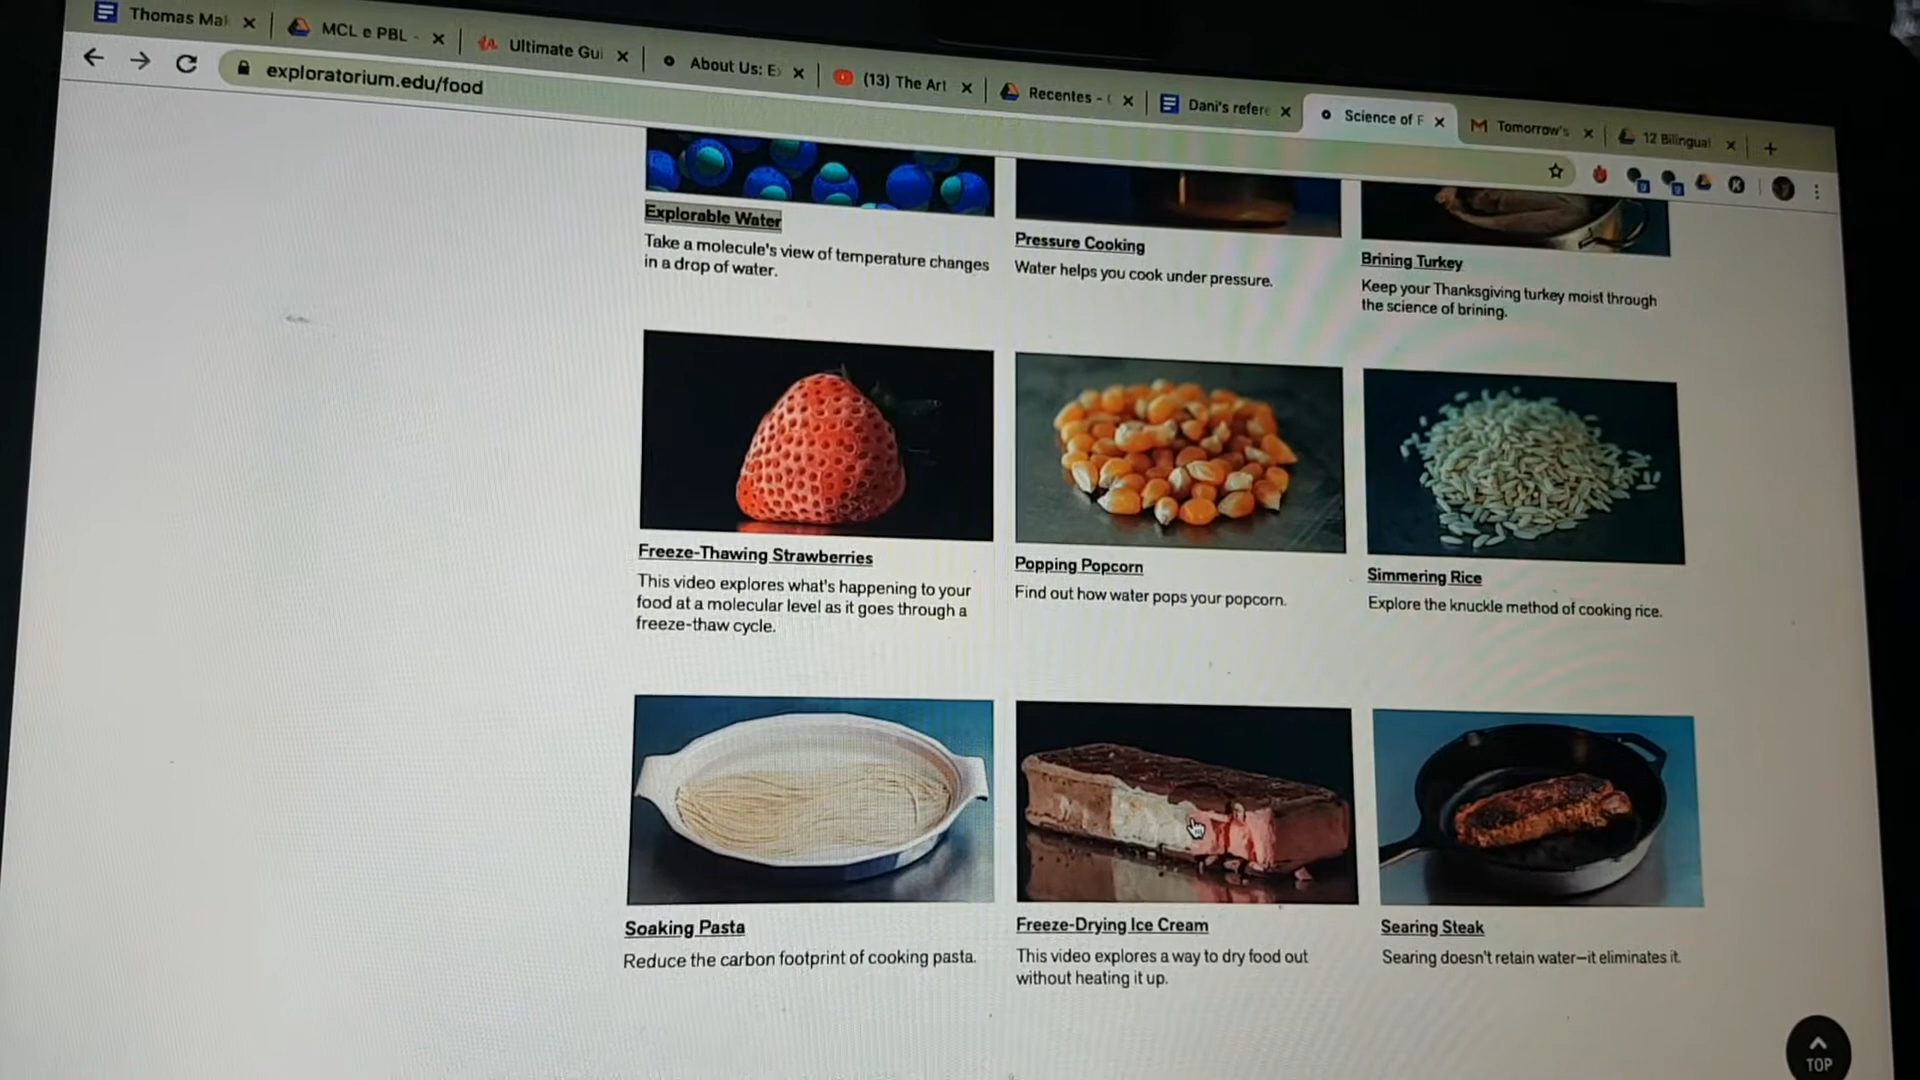 Thomas Mal
MCL e PBL -
Ultimate Gui
About Us: Ex
(13) The Art
Recentes - (
Dani's refere
Science of F
Tomorrow's
12 Bilingual
exploratorium.edu/food
Explorable Water
Take a molecule's view of temperature changes
in a drop of water.
Pressure Cooking
Water helps you cook under pressure.
Brining Turkey
Keep your Thanksgiving turkey moist through
the science of brining.
Freeze-Thawing Strawberries
This video explores what's happening to your
food at a molecular level as it goes through a
freeze-thaw cycle.
Popping Popcorn
Find out how water pops your popcorn.
Simmering Rice
Explore the knuckle method of cooking rice.
Soaking Pasta
Reduce the carbon footprint of cooking pasta.
Freeze-Drying Ice Cream
This video explores a way to dry food out
without heating it up.
Searing Steak
Searing doesn't retain water—it eliminates it.
TOP